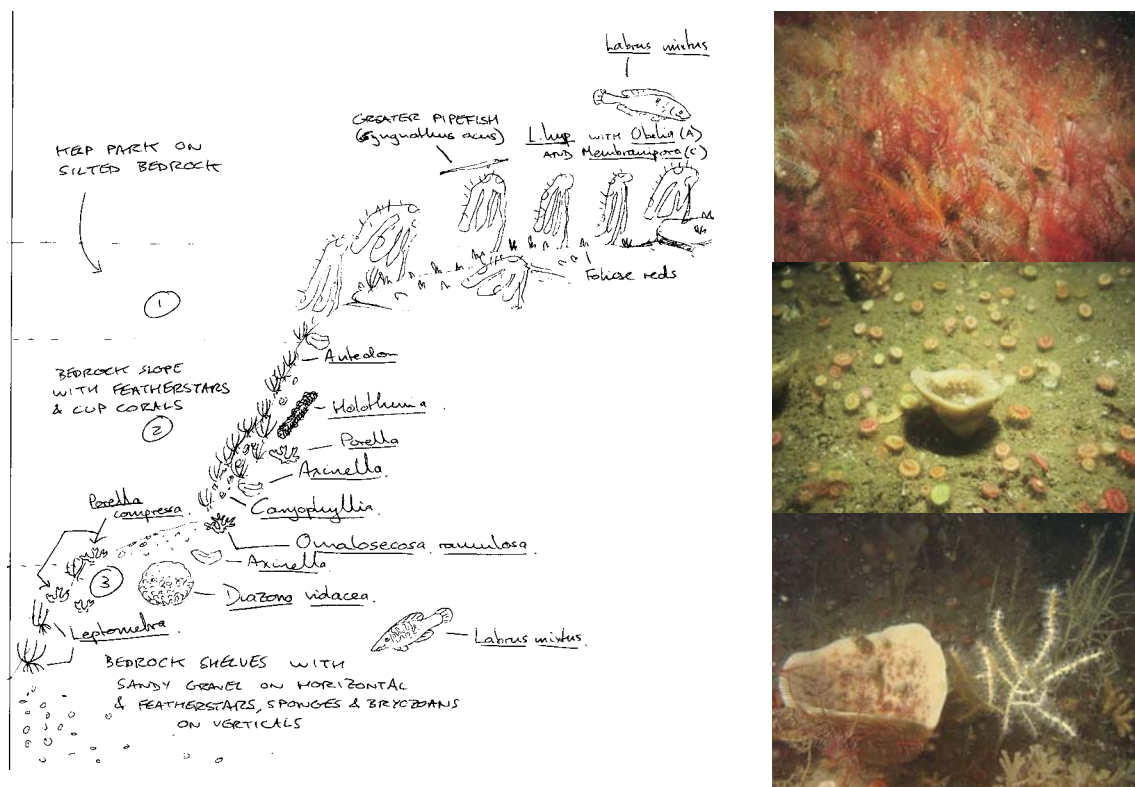 Labrus mixtus
GREATER PIPEFISH
(Syngnathus acus)
L. hyp WITH Obelia (A)
AND Membranipora (C)
KELP PARK ON
SILTED BEDROCK
Foliose reds
1
Antedon
BEDROCK SLOPE
WITH FEATHERSTARS
& CUP CORALS
2
Holothuria
Porella
Axinella
Caryophyllia
Porella
compressa
Omalosecosa ramulosa
Axinella
3
Diazona vidacea
Leptometra
Labrus mixtus
BEDROCK SHELVES WITH
SANDY GRAVEL ON HORIZONTAL
& FEATHERSTARS, SPONGES & BRYOZOANS
ON VERTICALS